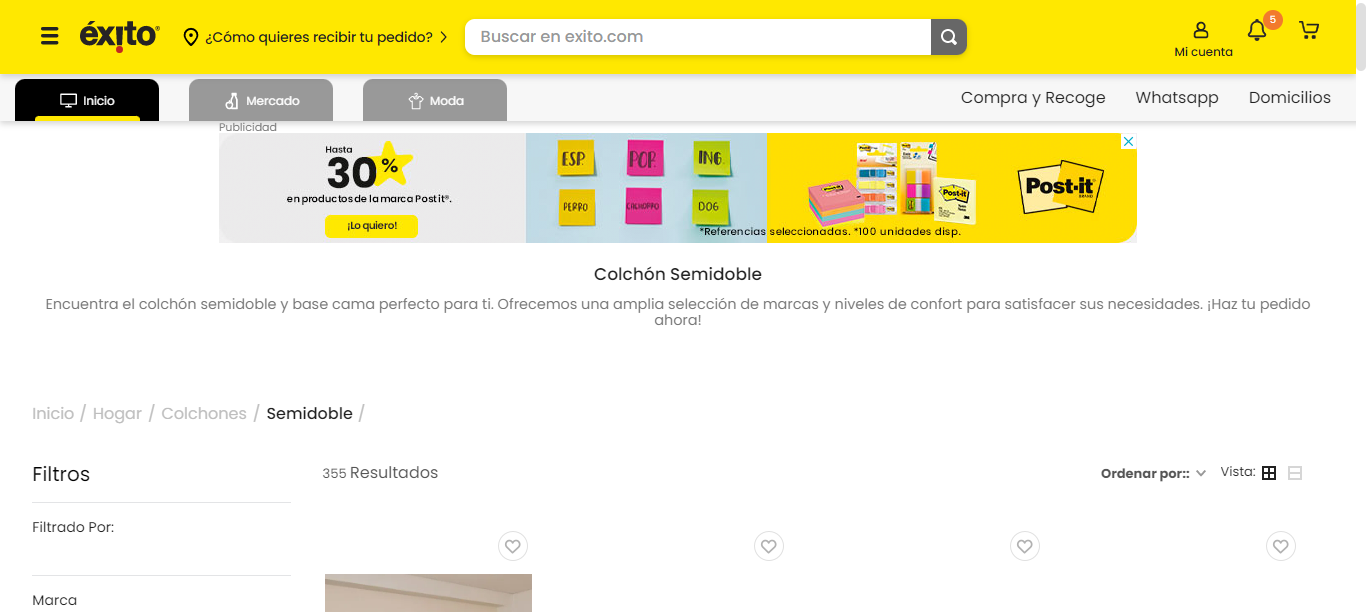 éxito
¿Cómo quieres recibir tu pedido?
Buscar en exito.com
Mi cuenta
5
Inicio
Mercado
Moda
Compra y Recoge
Whatsapp
Domicilios
Publicidad
Hasta
30%
en productos de la marca Post it®.
¡Lo quiero!
ESP.
POR.
ING.
PERRO
CACHORRO
DOG
Post-it
Post-it®
BRAND
*Referencias seleccionadas. *100 unidades disp.
Colchón Semidoble
Encuentra el colchón semidoble y base cama perfecto para ti. Ofrecemos una amplia selección de marcas y niveles de confort para satisfacer sus necesidades. ¡Haz tu pedido
ahora!
Inicio / Hogar / Colchones / Semidoble /
Filtros
355 Resultados
Ordenar por::
Vista:
Filtrado Por:
Marca